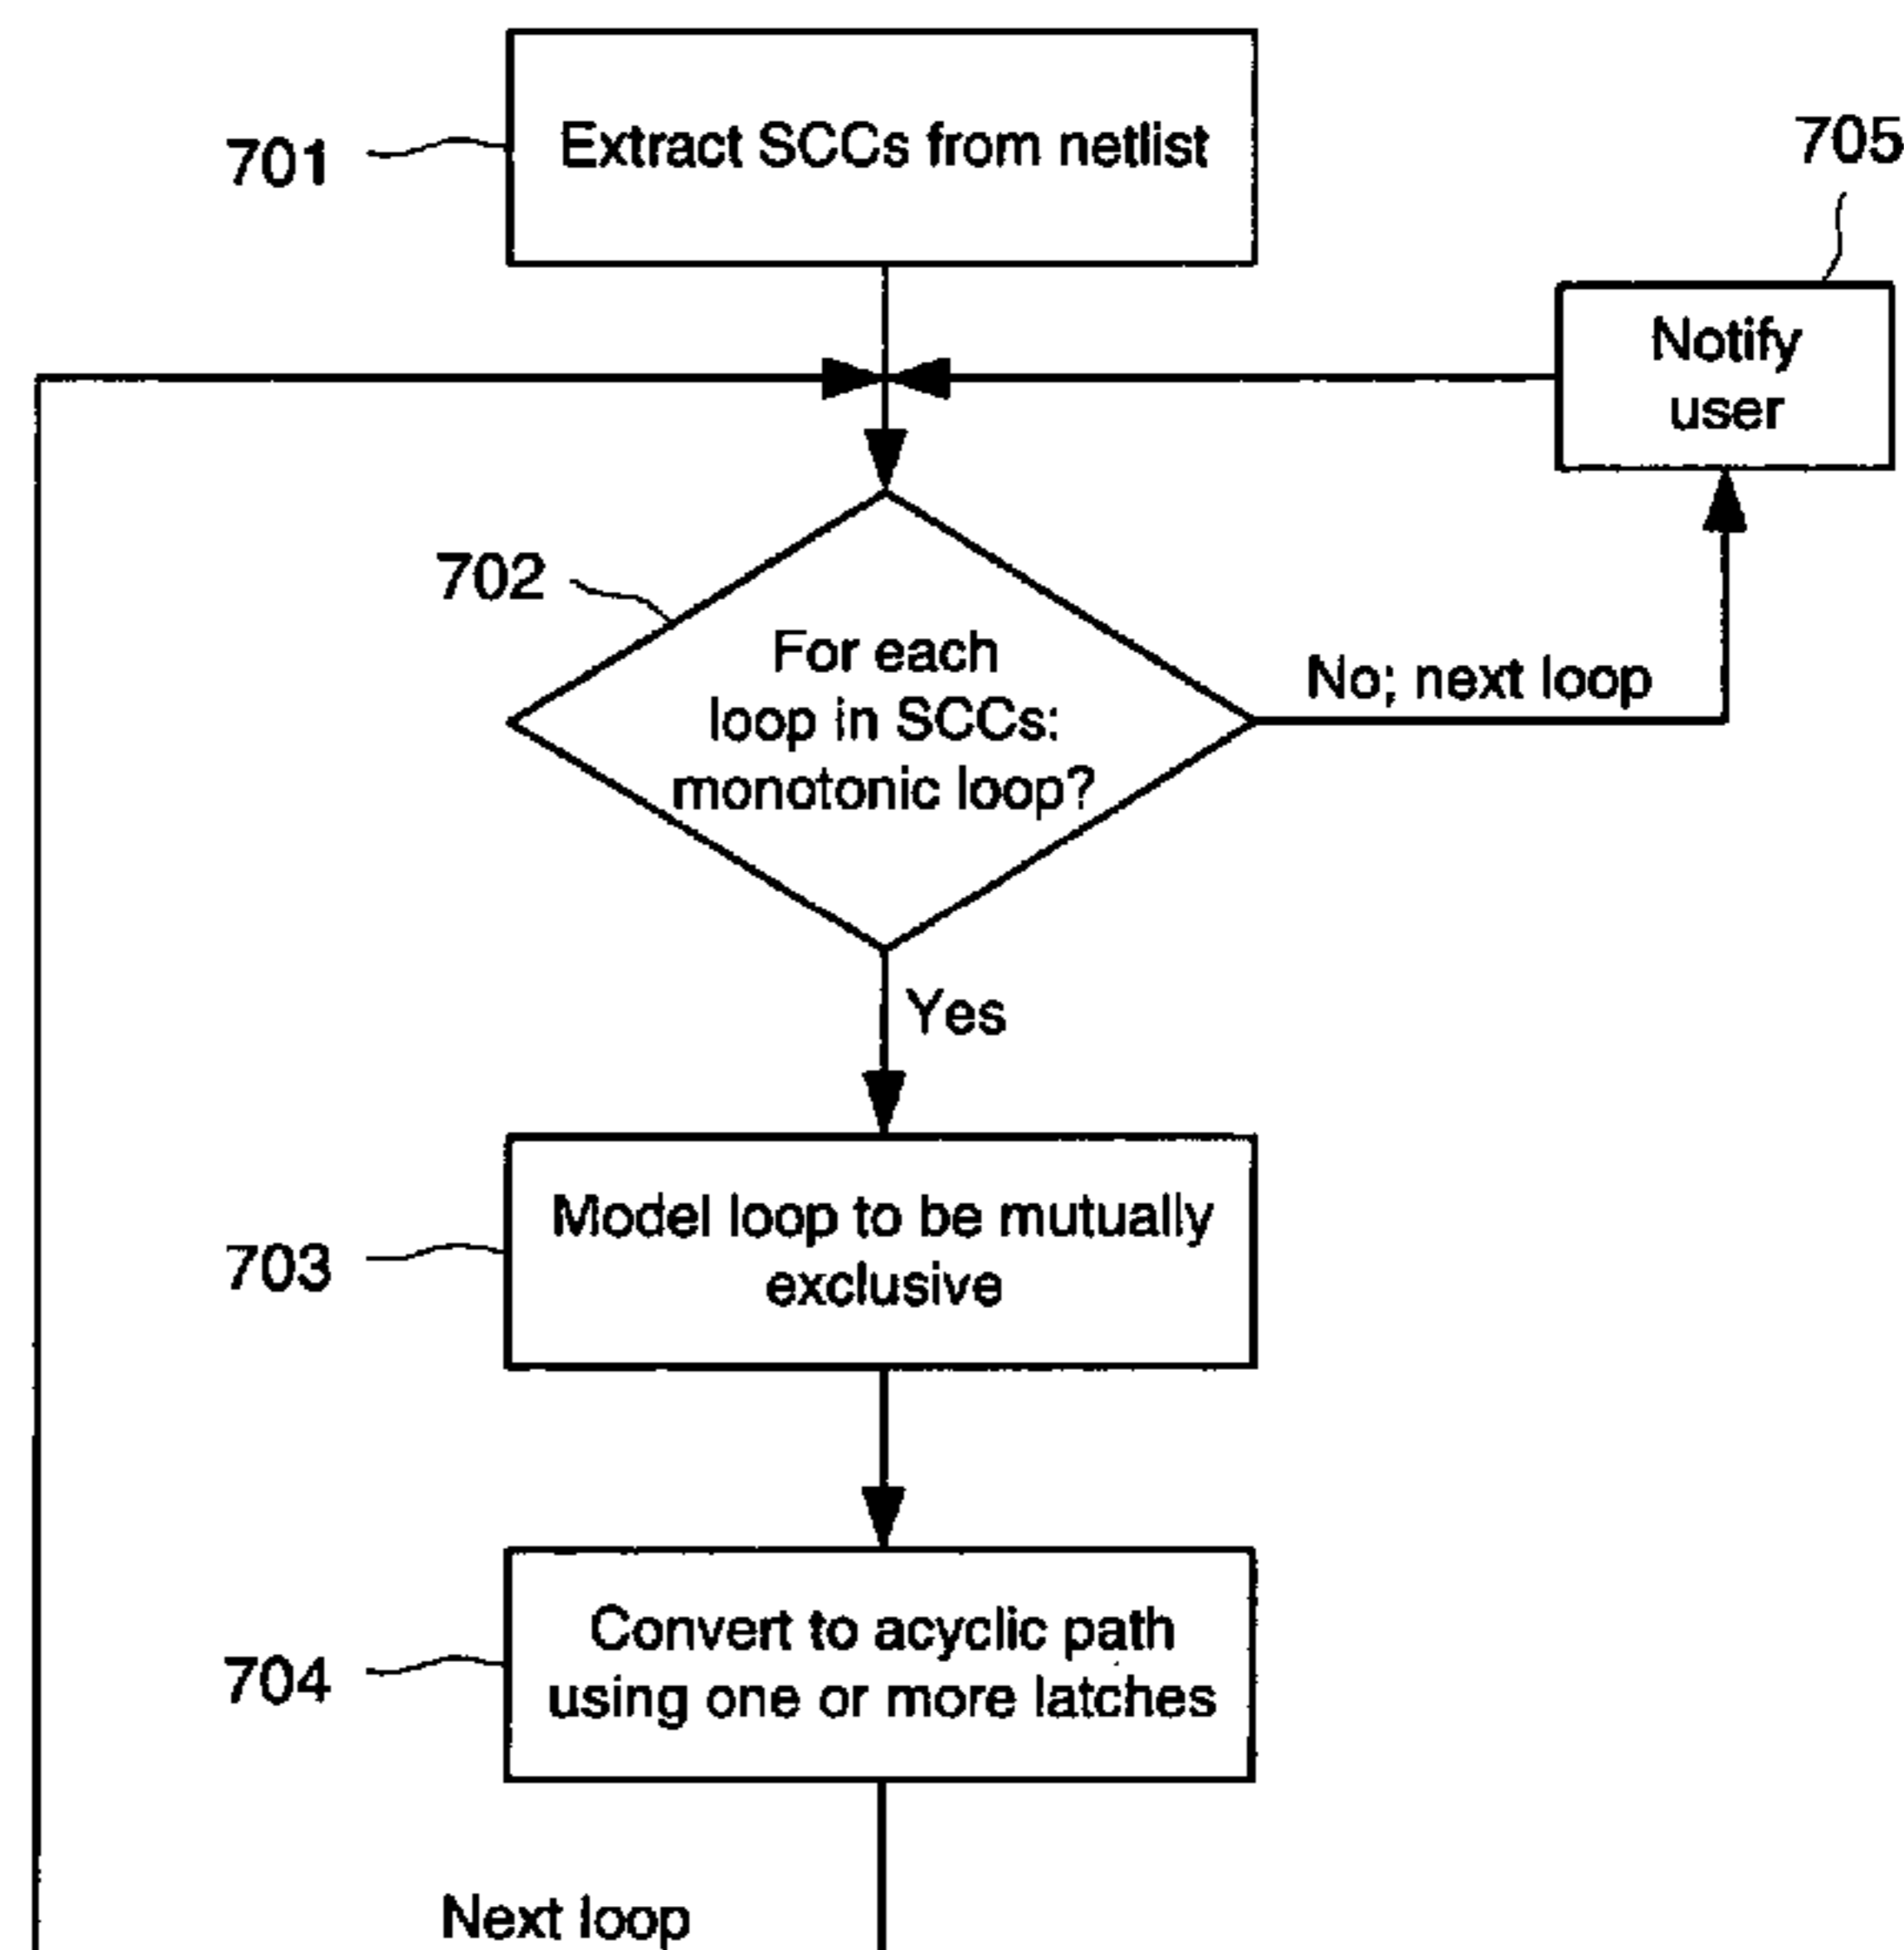 701
Extract SCCs from netlist
705
Notify
user
702
For each
loop in SCCs:
monotonic loop?
No; next loop
Yes
703
Model loop to be mutually
exclusive
704
Convert to acyclic path
using one or more latches
Next loop